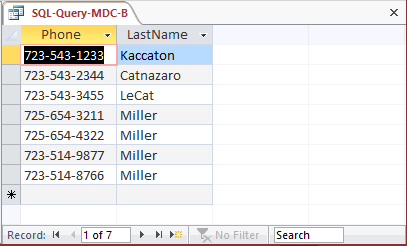 SQL-Query-MDC-B
Phone LastName
723-543-1233 Kaccaton
723-543-2344 Catnazaro
723-543-3455 LeCat
725-654-3211 Miller
725-654-4322 Miller
723-514-9877 Miller
723-514-8766 Miller
Record: 1 of 7 No Filter Search